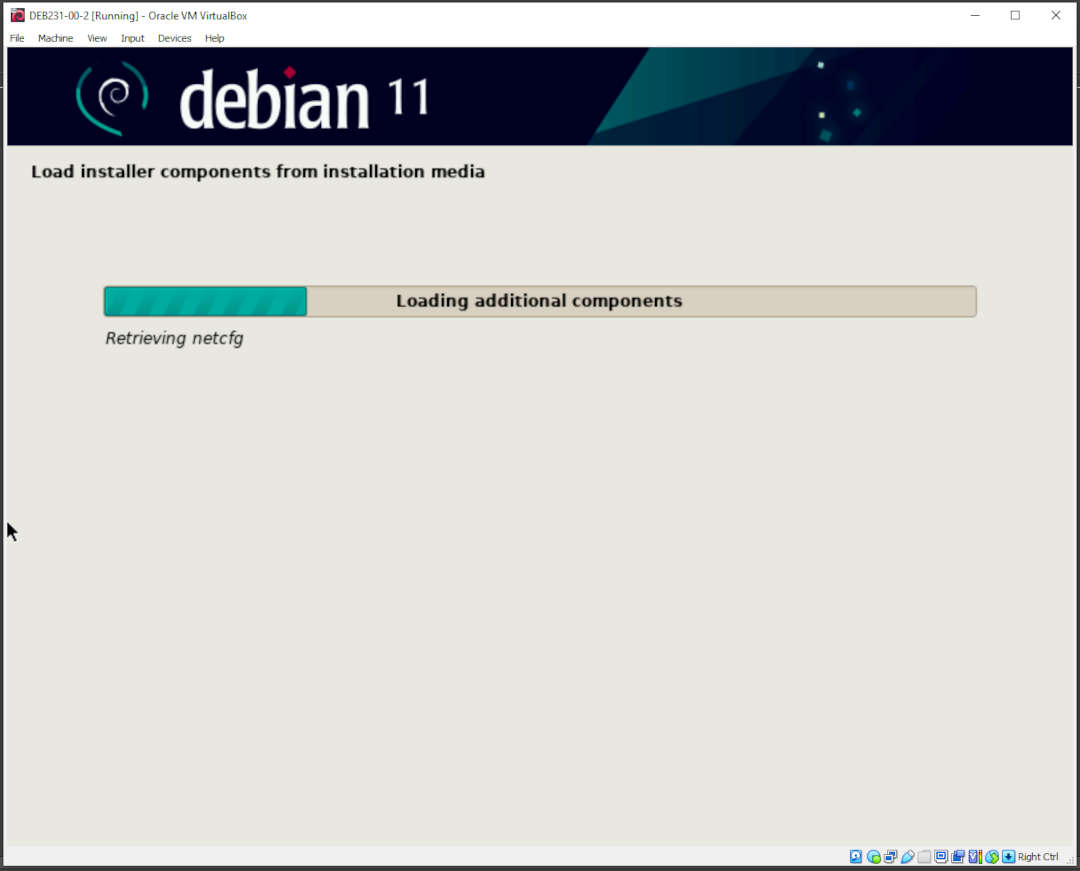 DEB231-00-2 [Running] - Oracle VM VirtualBox
File Machine View Input Devices Help
debian 11
Load installer components from installation media
Loading additional components
Retrieving netcfg
Right Ctrl